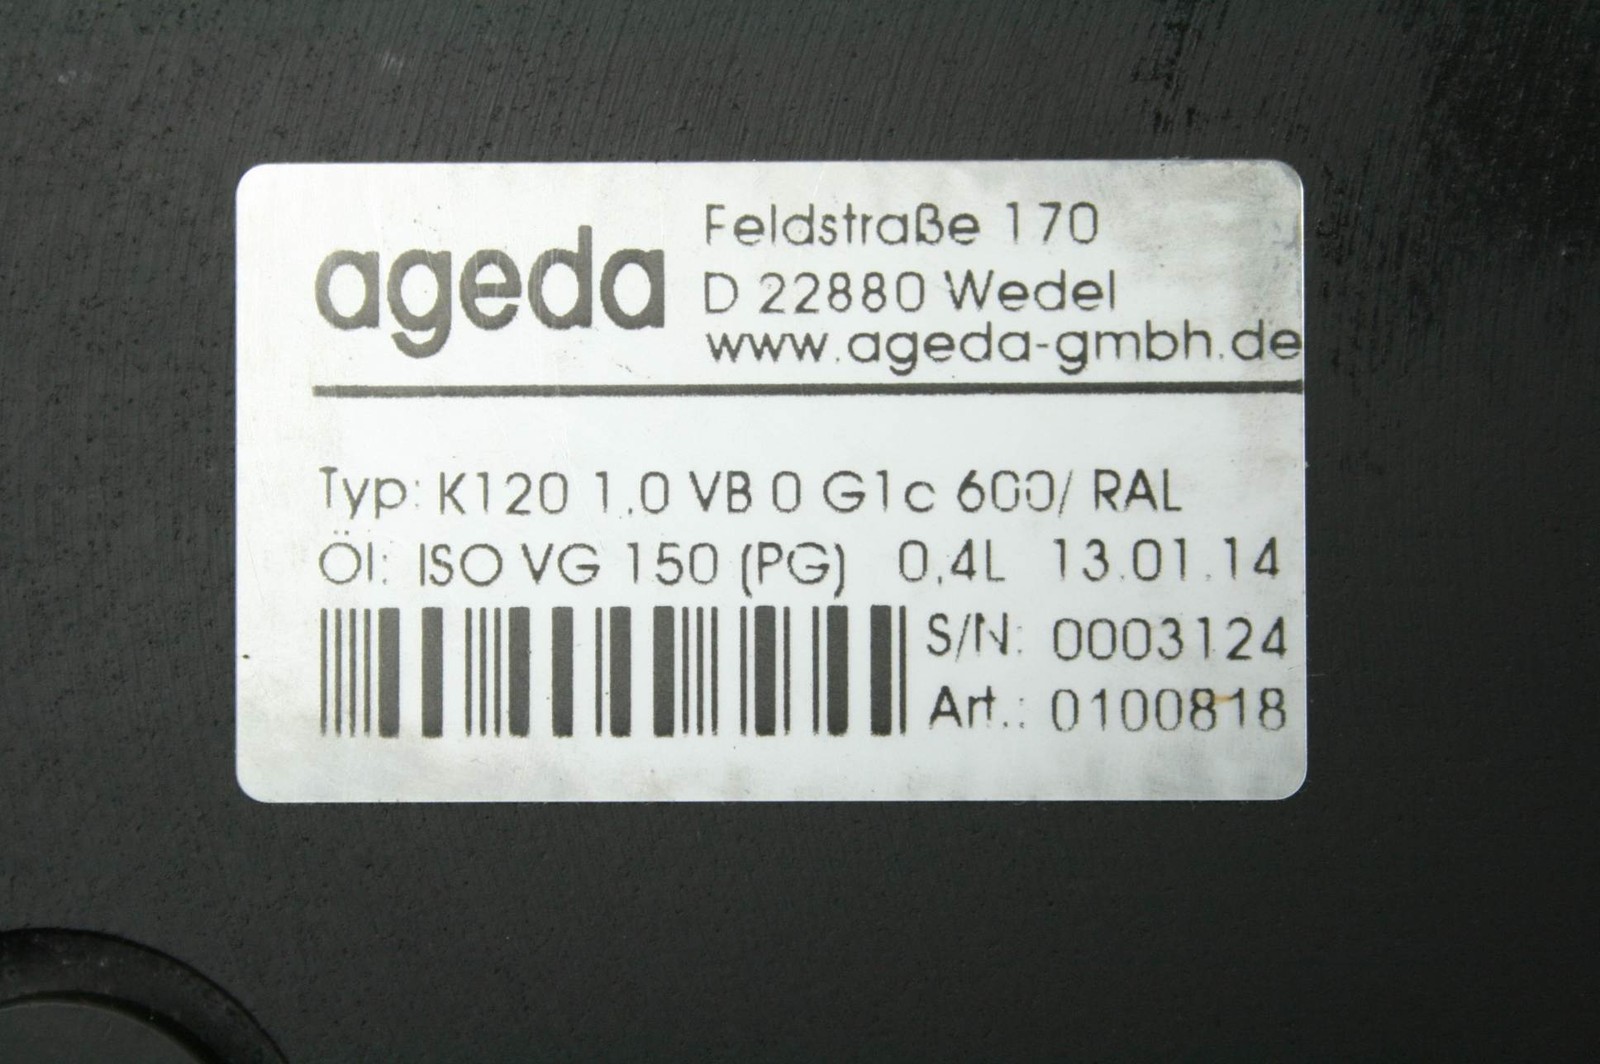 ageda
Feldstraße 170
D 22880 Wedel
www.ageda-gmbh.de
Typ: K120 1.0 VB 0 G1c 600/ RAL
Öl: ISO VG 150 (PG) 0,4L 13.01.14
S/N: 0003124
Art.: 0100818